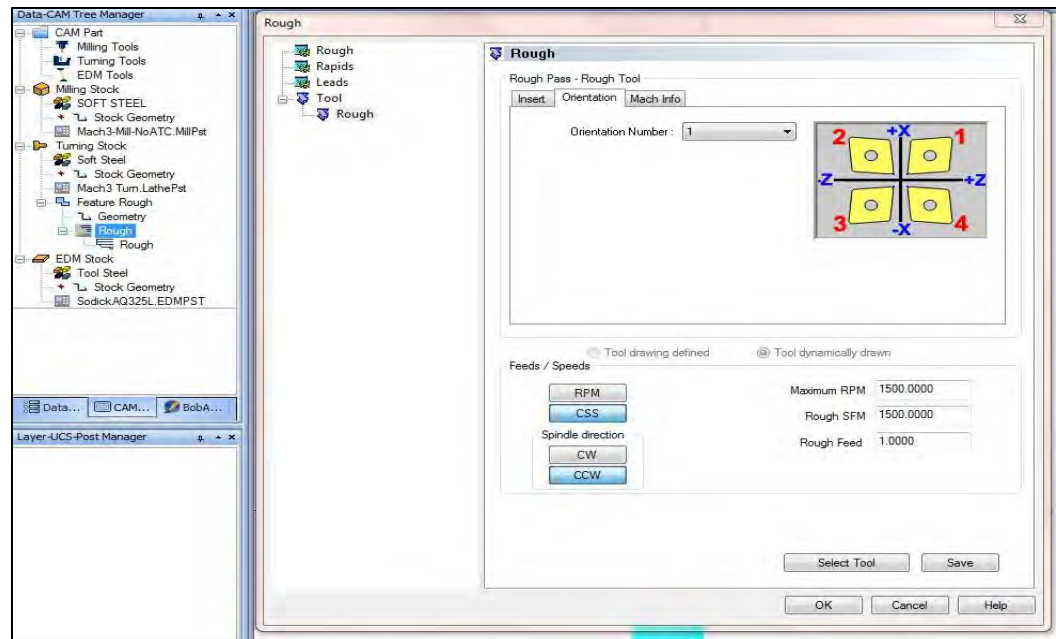 Data-CAM Tree Manager
CAM Part
Milling Tools
Turning Tools
EDM Tools
Milling Stock
SOFT STEEL
Stock Geometry
Mach3-Mill-NoATC.MillPst
Turning Stock
Soft Steel
Stock Geometry
Mach3 Turn.LathePst
Feature Rough
Geometry
Rough
Rough
EDM Stock
Tool Steel
Stock Geometry
SodickAQ325L.EDMPST
Data...
CAM...
BobA...
Layer-UCS-Post Manager
Rough
Rough
Rapids
Leads
Tool
Rough
Rough
Rough Pass - Rough Tool
Insert
Orientation
Mach Info
Orientation Number :
1
2
+X
1
-Z
+Z
3
-X
4
Tool drawing defined
Tool dynamically drawn
Feeds / Speeds
RPM
CSS
Spindle direction
CW
CCW
Maximum RPM 1500.0000
Rough SFM 1500.0000
Rough Feed 1.0000
Select Tool
Save
OK
Cancel
Help